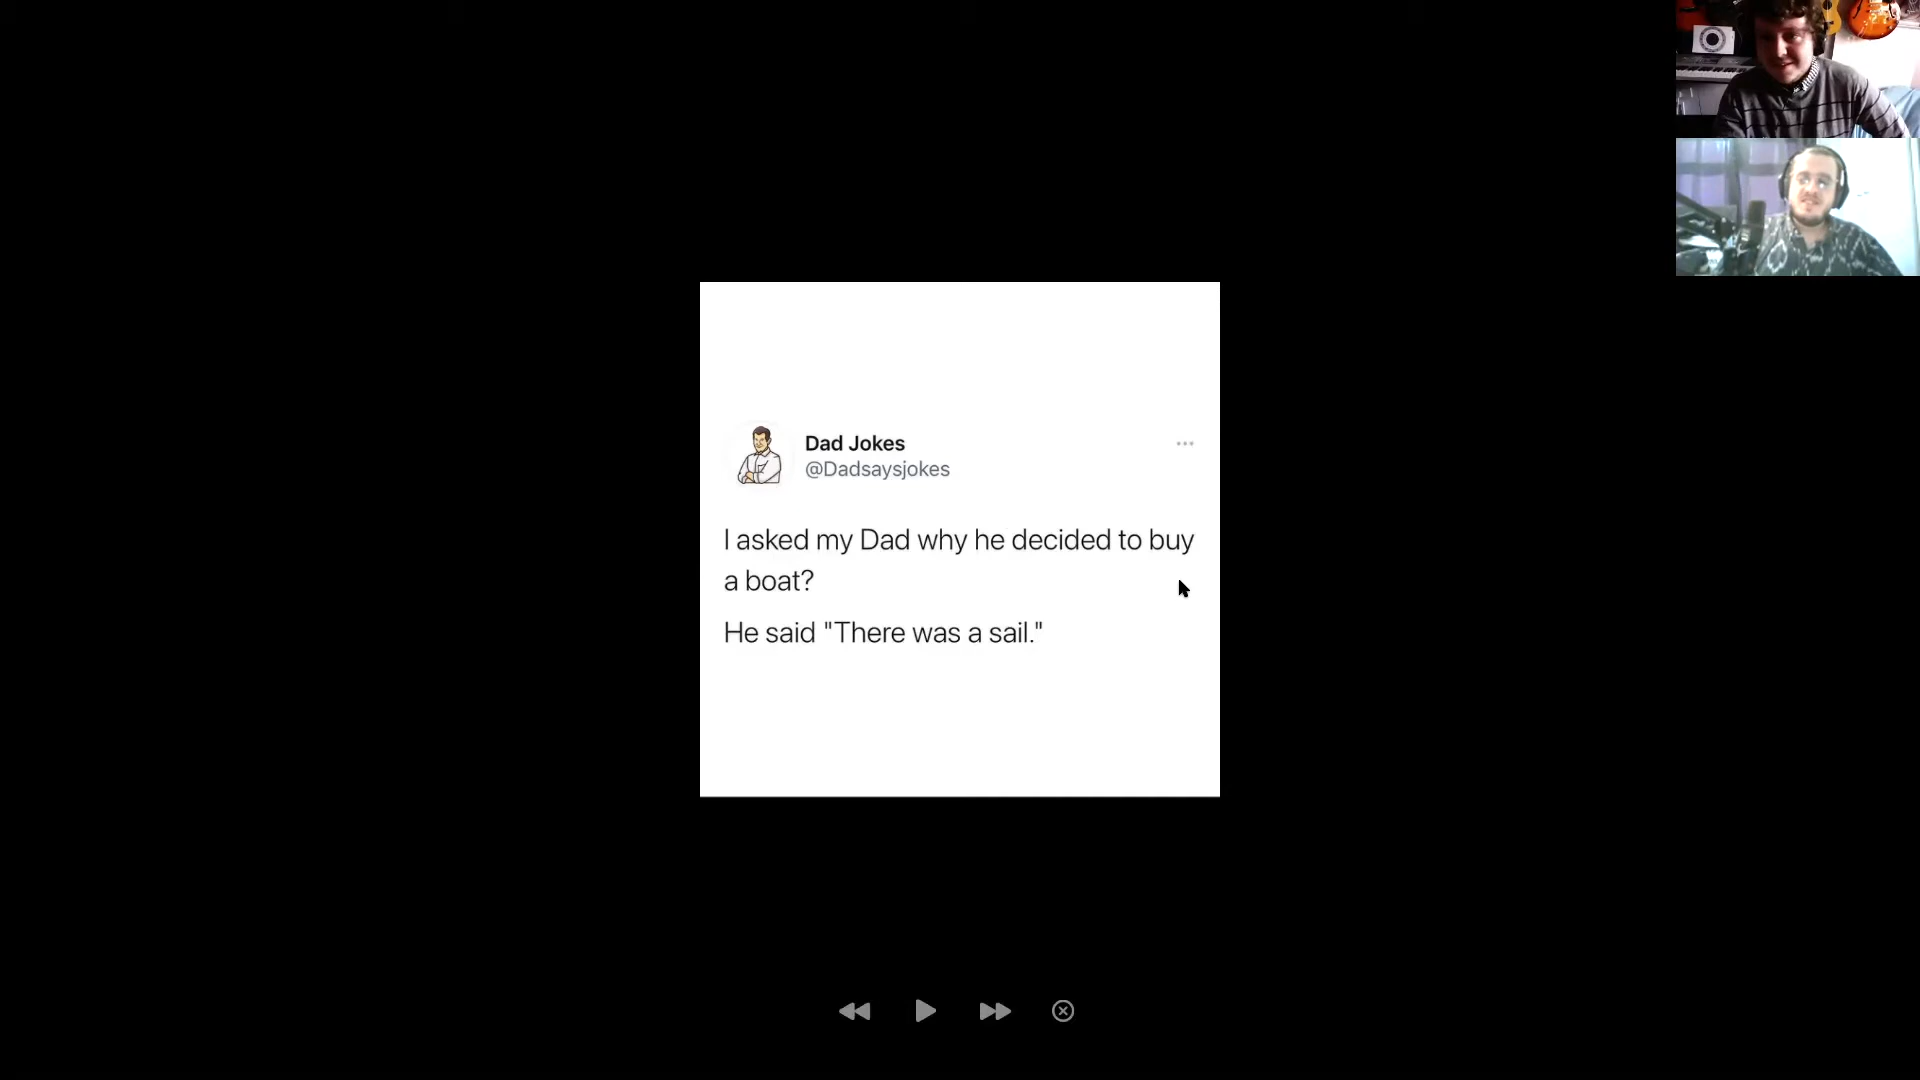 Dad Jokes
@Dadsaysjokes
I asked my Dad why he decided to buy
a boat?
He said "There was a sail."